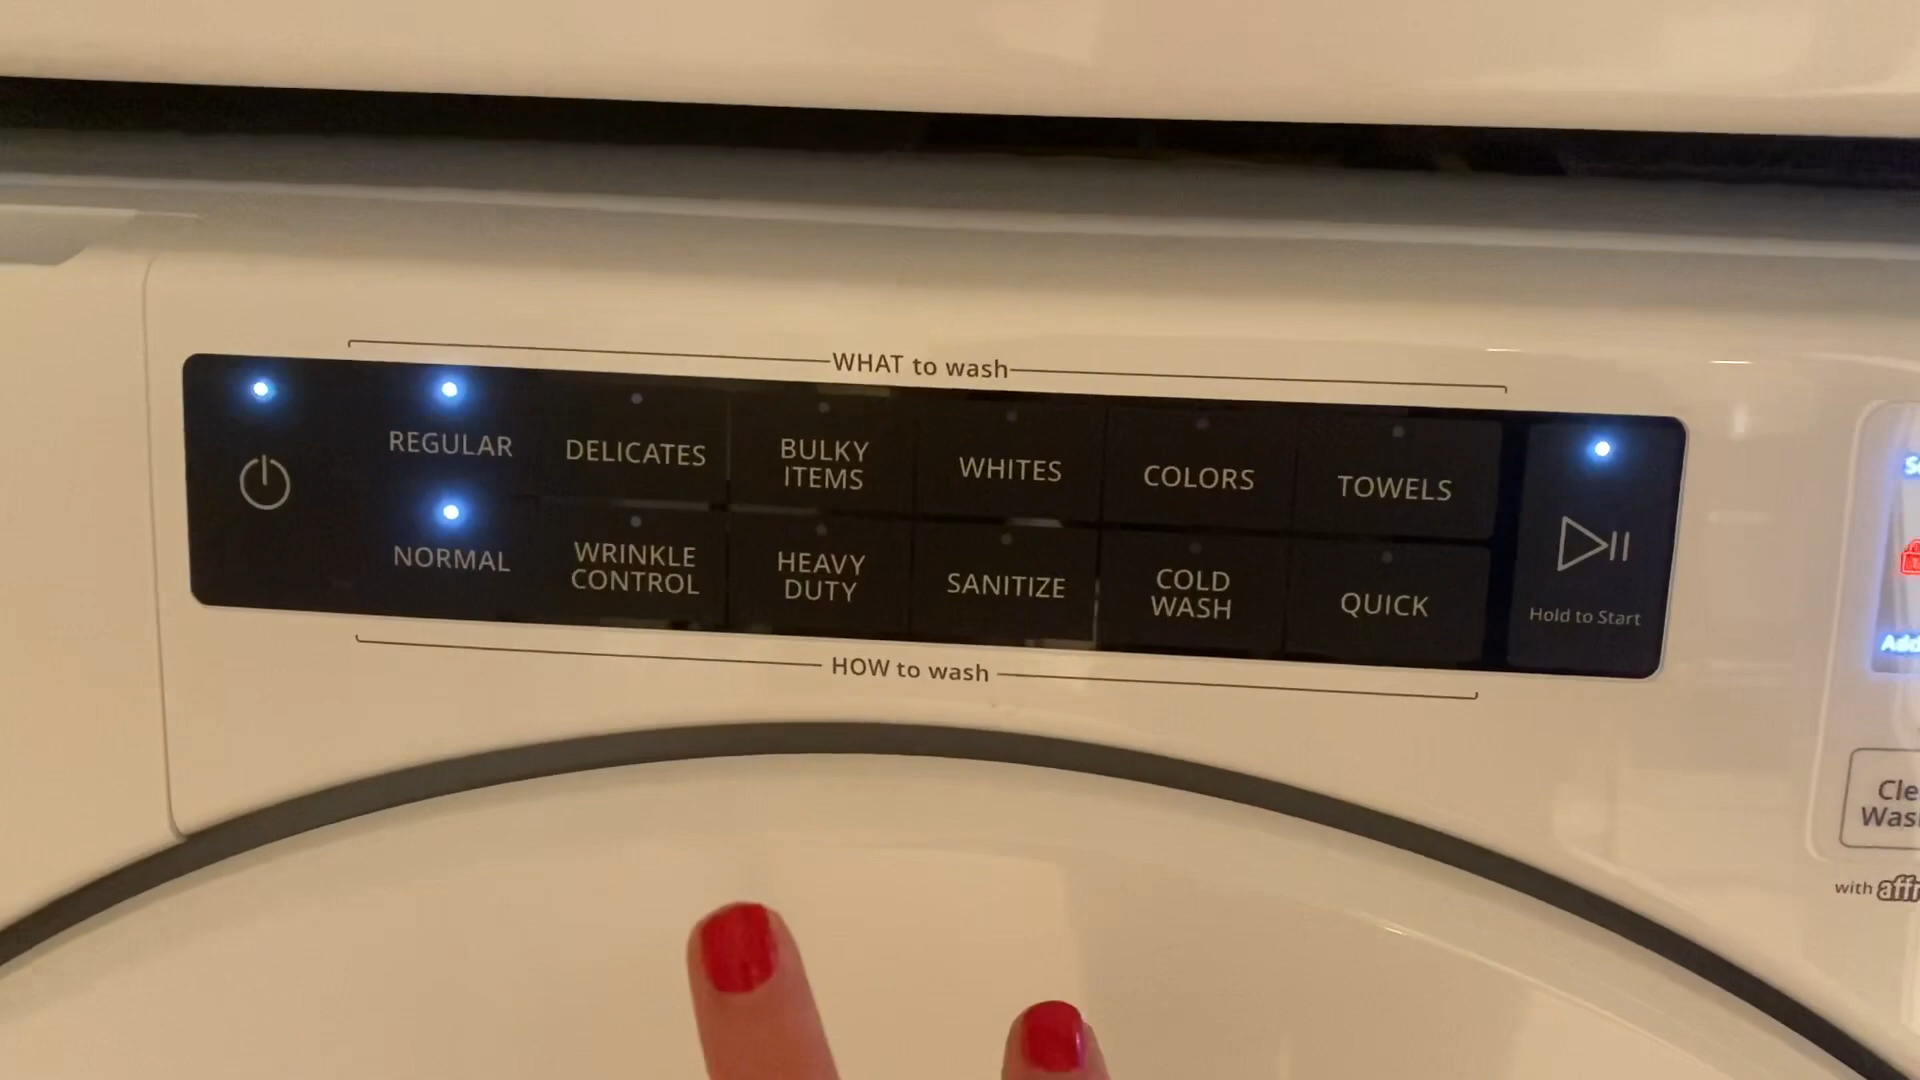 WHAT to wash
REGULAR
DELICATES
BULKY
ITEMS
WHITES
COLORS
TOWELS
NORMAL
WRINKLE
CONTROL
HEAVY
DUTY
SANITIZE
COLD
WASH
QUICK
Hold to Start
HOW to wash
with